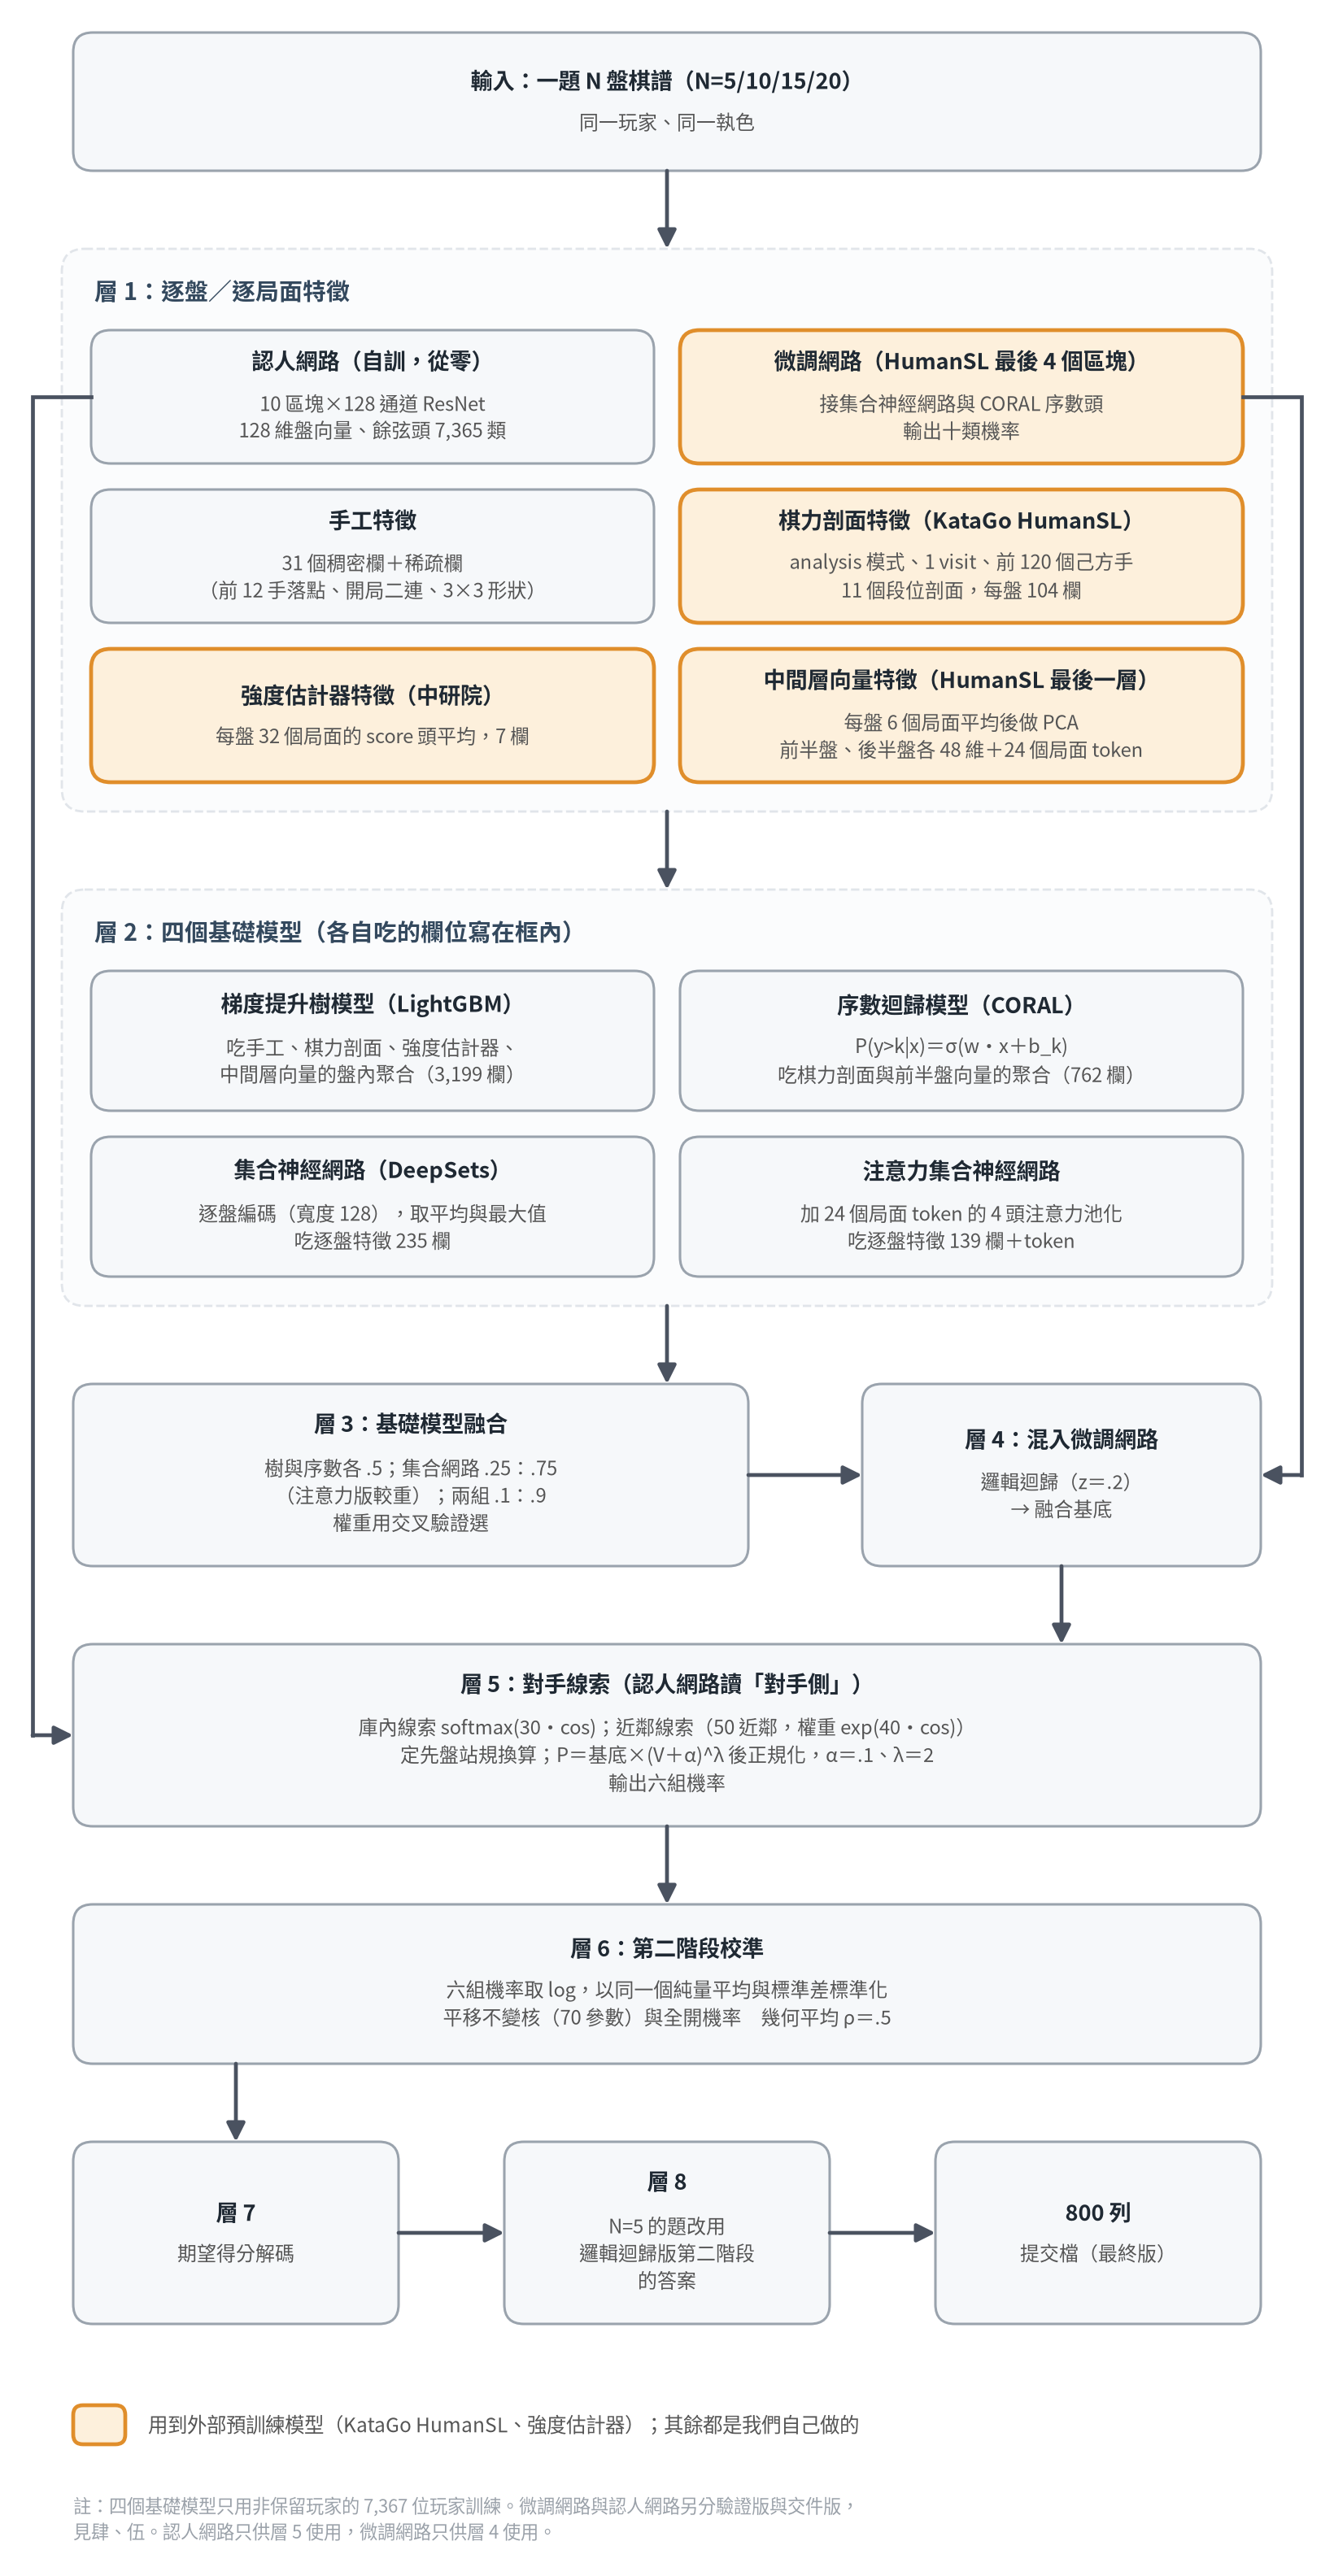 輸入：一題 N 盤棋譜（N=5/10/15/20）
同一玩家、同一執色
層 1：逐盤／逐局面特徵
認人網路（自訓，從零）
10 區塊×128 通道 ResNet
128 維盤向量、餘弦頭 7,365 類
微調網路（HumanSL 最後 4 個區塊）
接集合神經網路與 CORAL 序數頭
輸出十類機率
手工特徵
31 個稠密欄＋稀疏欄
（前 12 手落點、開局二連、3×3 形狀）
棋力剖面特徵（KataGo HumanSL）
analysis 模式、1 visit、前 120 個己方手
11 個段位剖面，每盤 104 欄
強度估計器特徵（中研院）
每盤 32 個局面的 score 頭平均，7 欄
中間層向量特徵（HumanSL 最後一層）
每盤 6 個局面平均後做 PCA
前半盤、後半盤各 48 維＋24 個局面 token
層 2：四個基礎模型（各自吃的欄位寫在框內）
梯度提升樹模型（LightGBM）
吃手工、棋力剖面、強度估計器、
中間層向量的盤內聚合（3,199 欄）
序數迴歸模型（CORAL）
P(y>k|x)＝σ(w・x＋b_k)
吃棋力剖面與前半盤向量的聚合（762 欄）
集合神經網路（DeepSets）
逐盤編碼（寬度 128），取平均與最大值
吃逐盤特徵 235 欄
注意力集合神經網路
加 24 個局面 token 的 4 頭注意力池化
吃逐盤特徵 139 欄＋token
層 3：基礎模型融合
樹與序數各 .5；集合網路 .25：.75
（注意力版較重）；兩組 .1：.9
權重用交叉驗證選
層 4：混入微調網路
邏輯迴歸（z＝.2）
→ 融合基底
層 5：對手線索（認人網路讀「對手側」）
庫內線索 softmax(30・cos)；近鄰線索（50 近鄰，權重 exp(40・cos)）
定先盤站規換算；P＝基底×(V＋α)^λ 後正規化，α＝.1、λ＝2
輸出六組機率
層 6：第二階段校準
六組機率取 log，以同一個純量平均與標準差標準化
平移不變核（70 參數）與全開機率　幾何平均 ρ＝.5
層 7
期望得分解碼
層 8
N=5 的題改用
邏輯迴歸版第二階段
的答案
800 列
提交檔（最終版）
用到外部預訓練模型（KataGo HumanSL、強度估計器）；其餘都是我們自己做的
註：四個基礎模型只用非保留玩家的 7,367 位玩家訓練。微調網路與認人網路另分驗證版與交件版，
見肆、伍。認人網路只供層 5 使用，微調網路只供層 4 使用。